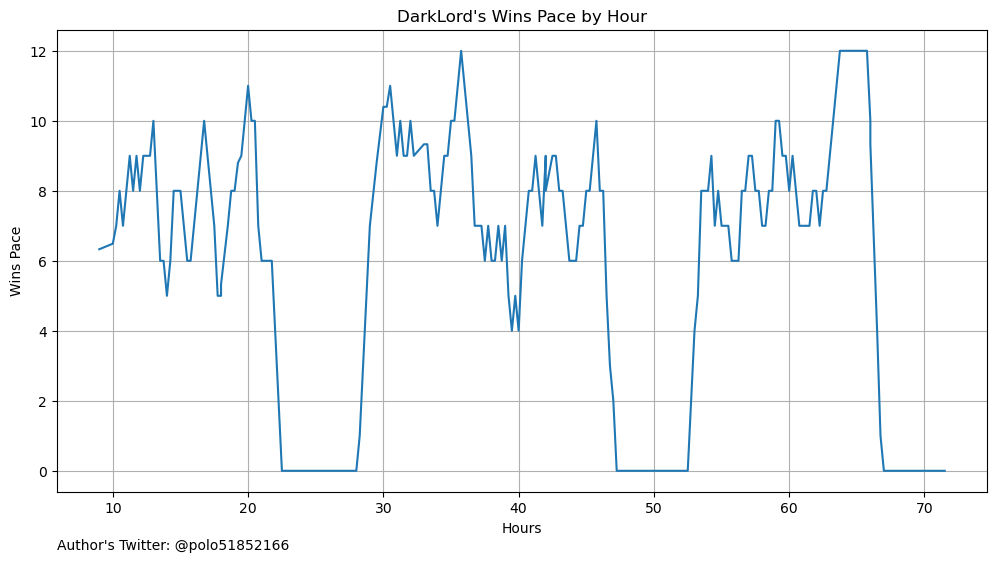 DarkLord's Wins Pace by Hour
12
10
8
6
4
2
0
Wins Pace
10 20 30 40 50 60 70
Hours
Author's Twitter: @polo51852166